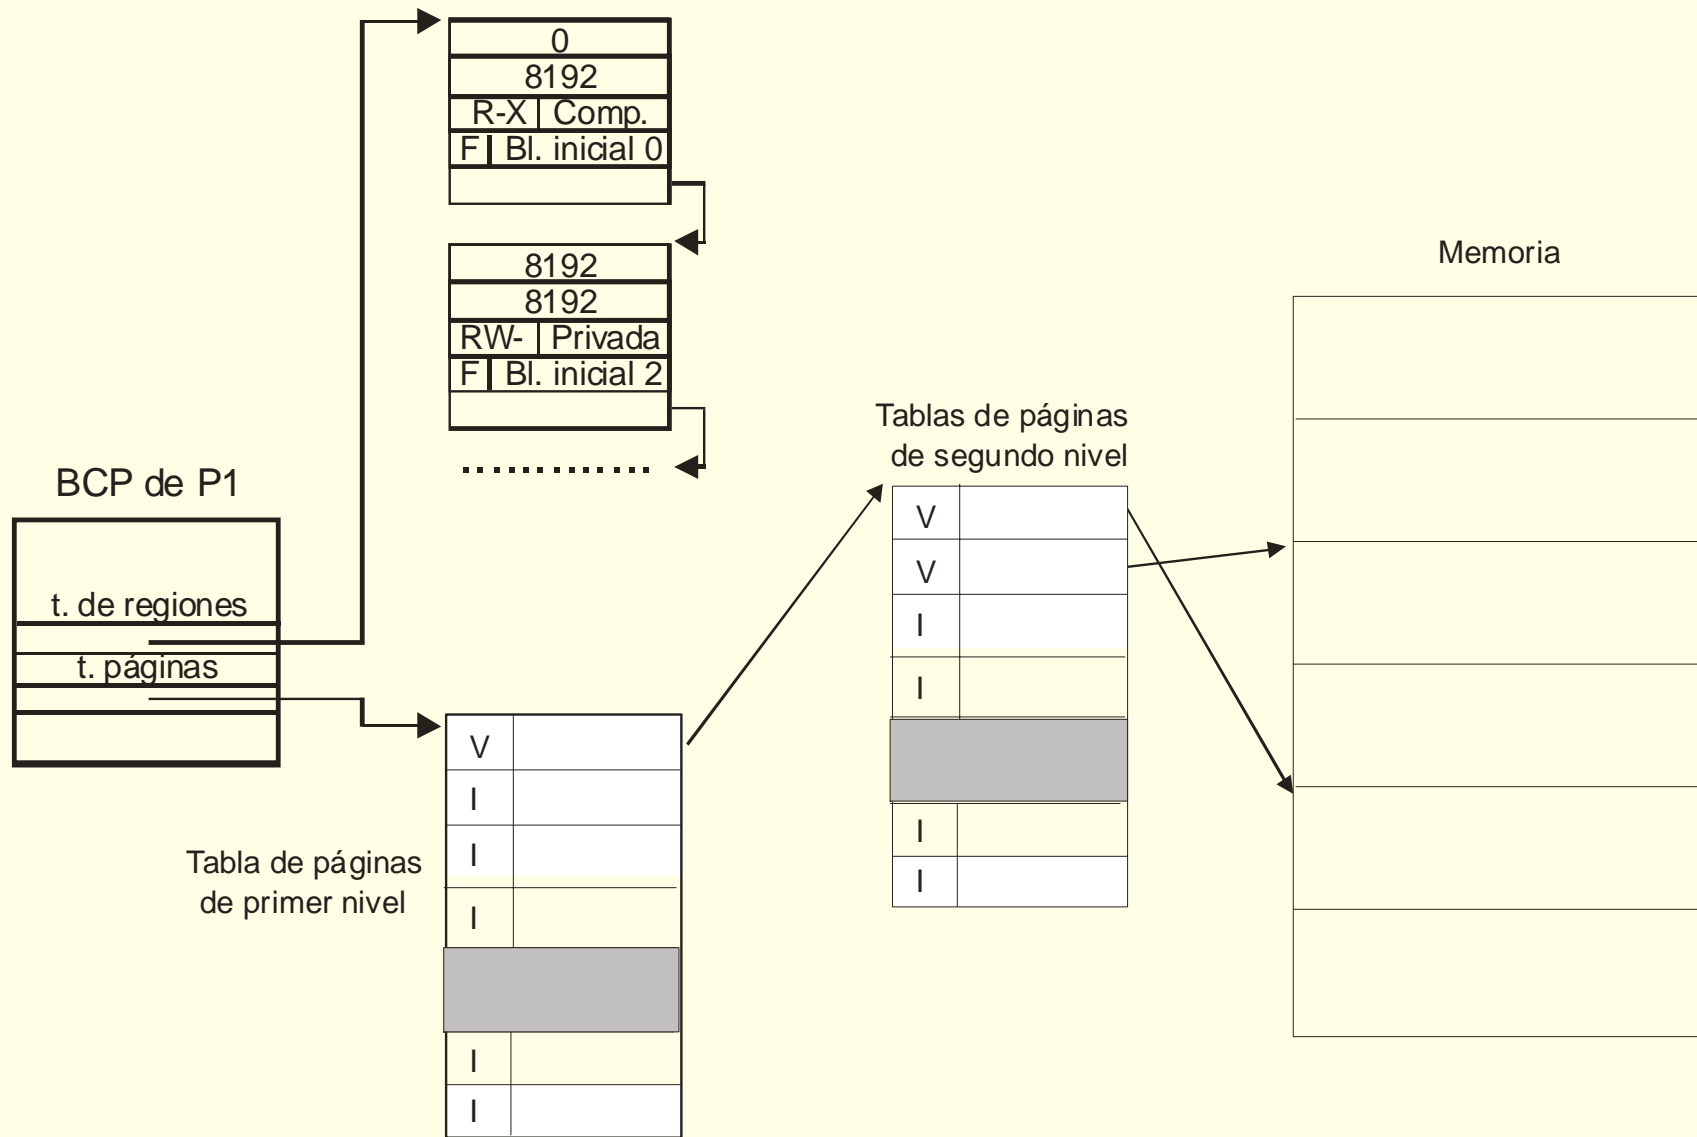 0
8192
R-X Comp.
F Bl. inicial 0
8192
8192
RW- Privada
F Bl. inicial 2
Memoria
Tablas de páginas
de segundo nivel
BCP de P1
t. de regiones
t. páginas
V
V
I
I
I
I
V
I
I
I
I
I
Tabla de páginas
de primer nivel